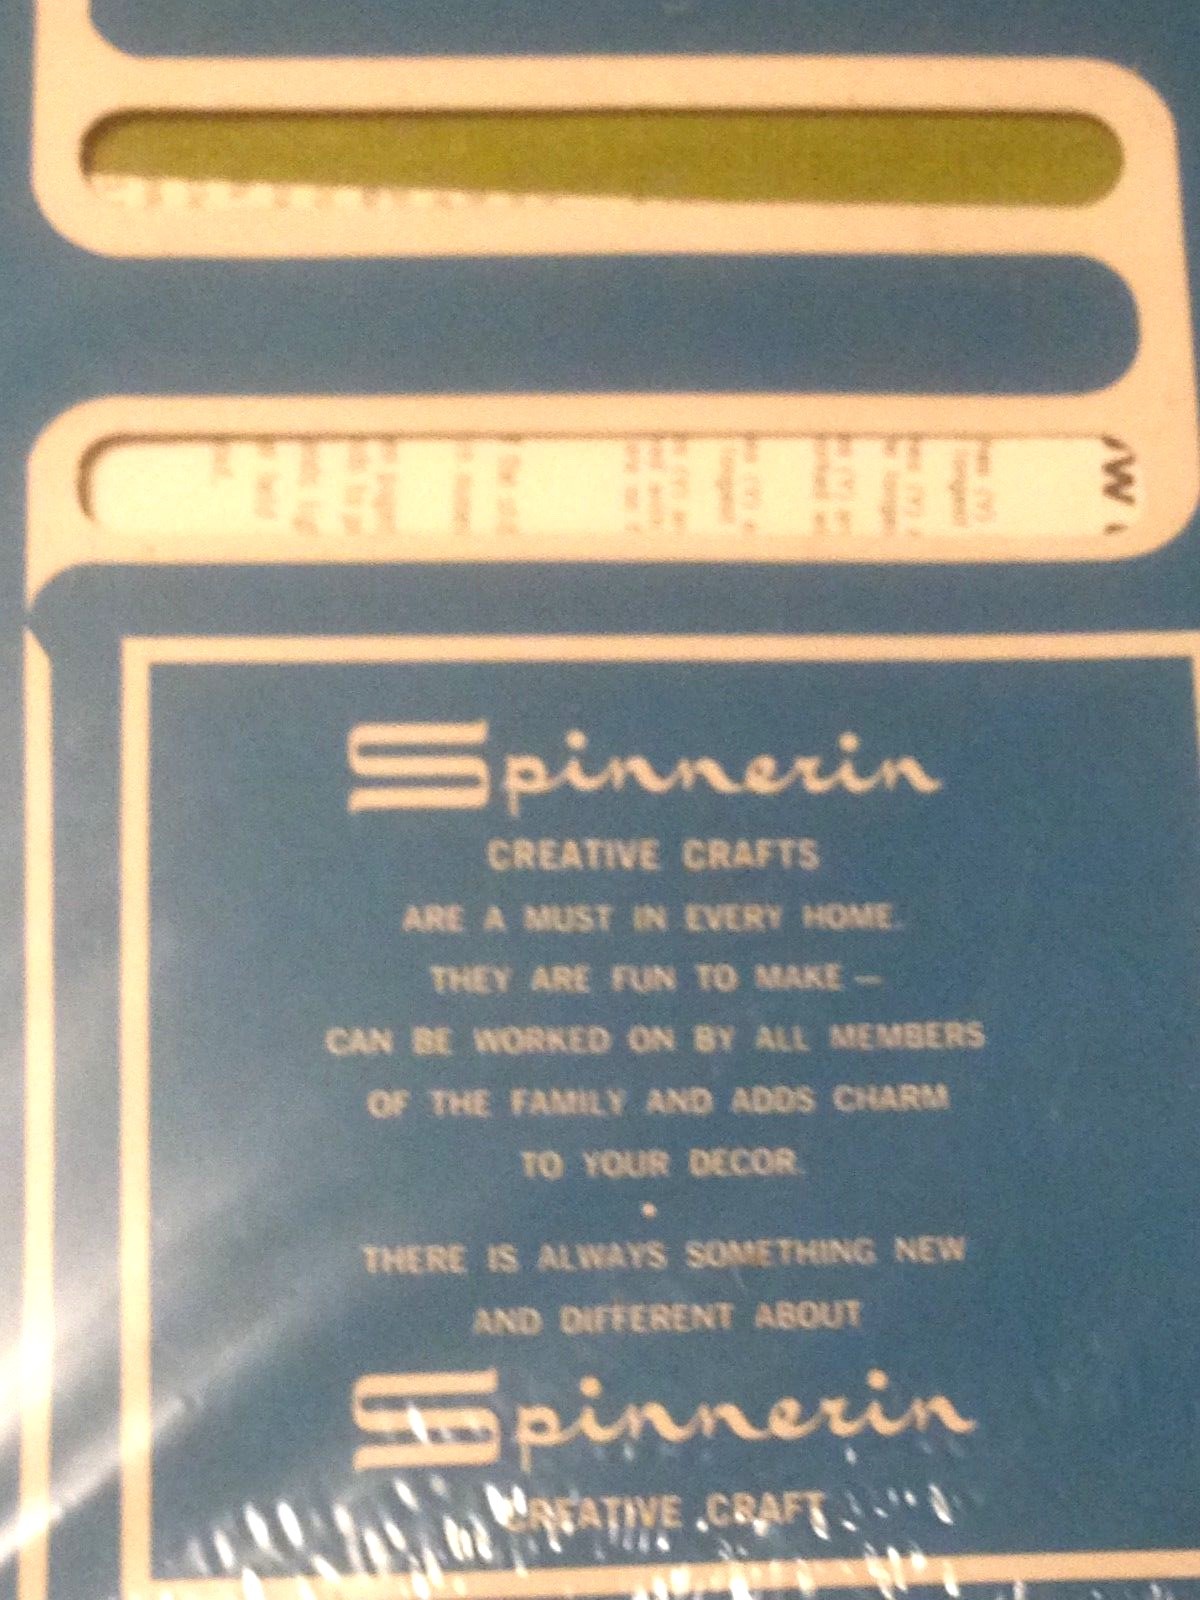 Spinnerin
CREATIVE CRAFTS
ARE A MUST IN EVERY HOME.
THEY ARE FUN TO MAKE —
CAN BE WORKED ON BY ALL MEMBERS
OF THE FAMILY AND ADDS CHARM
TO YOUR DECOR.
•
THERE IS ALWAYS SOMETHING NEW
AND DIFFERENT ABOUT
Spinnerin
CREATIVE CRAFT